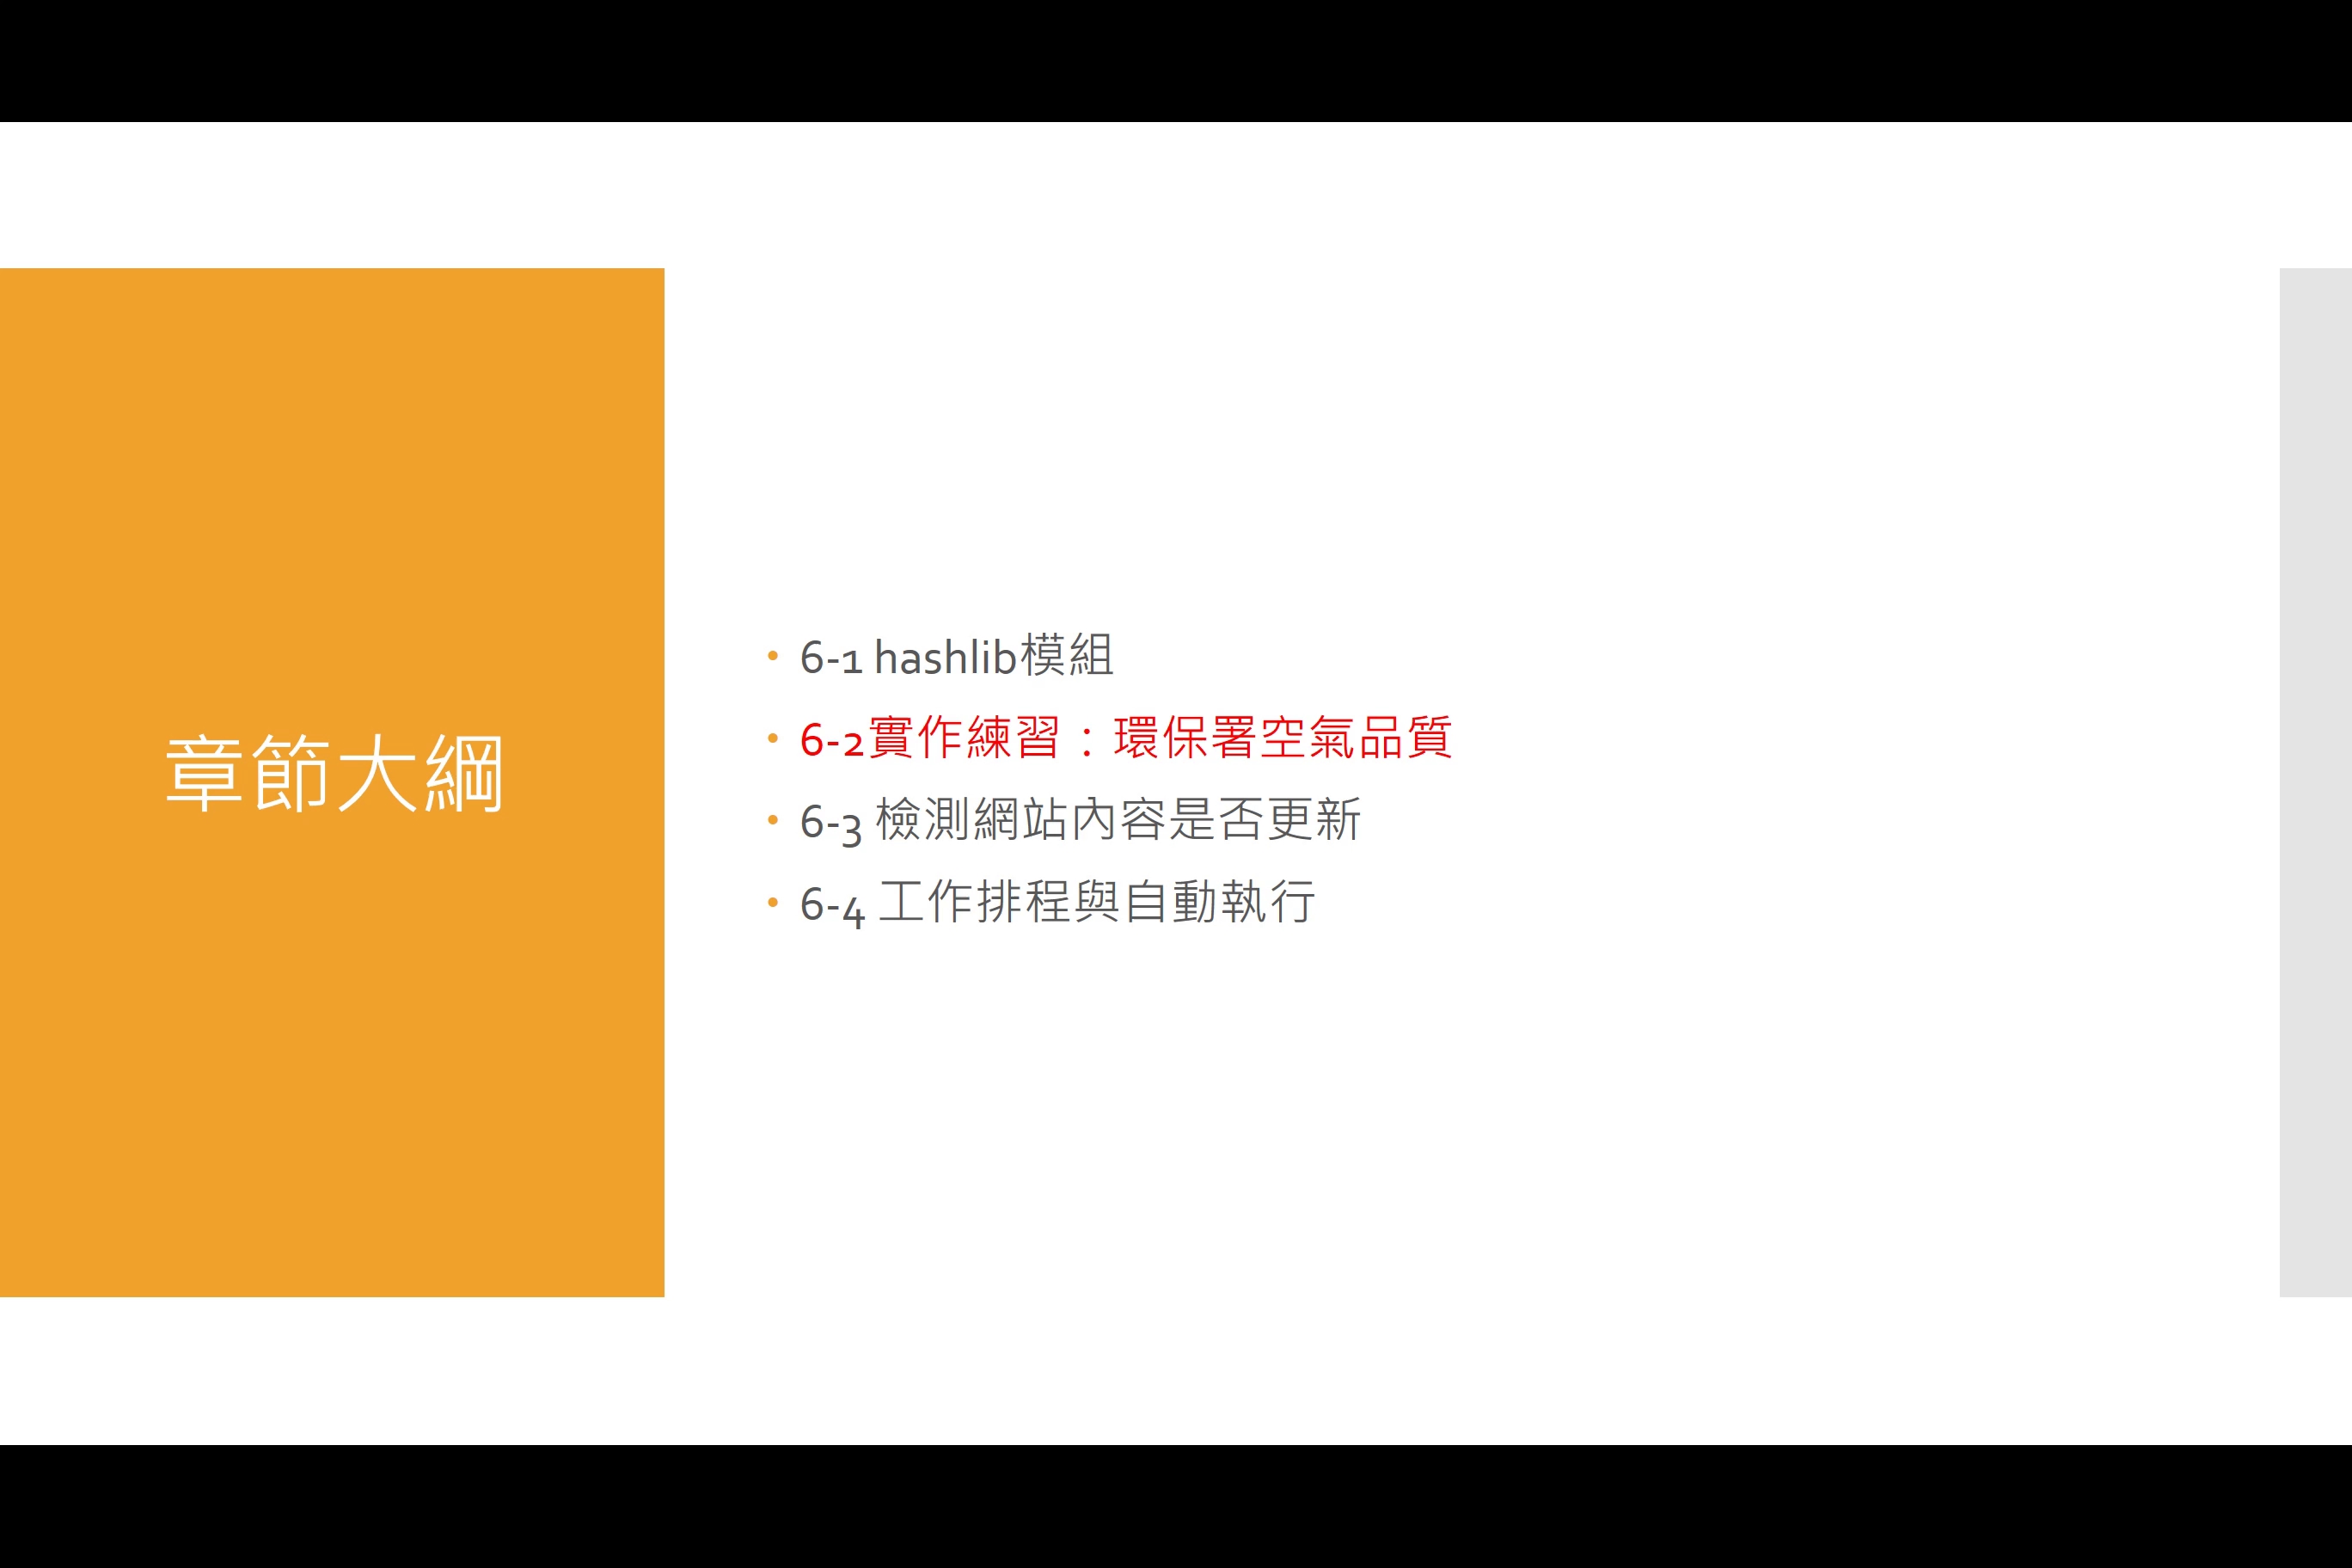 章節大綱
• 6-1 hashlib模組
• 6-2實作練習：環保署空氣品質
• 6-3 檢測網站內容是否更新
• 6-4 工作排程與自動執行